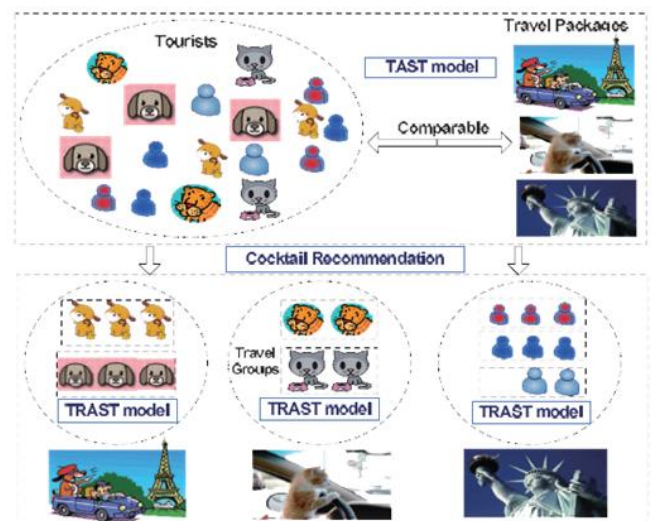 Tourists
Travel Packages
TAST model
Comparable
Cocktail Recommendation
Travel
Groups
TRAST model
TRAST model
TRAST model